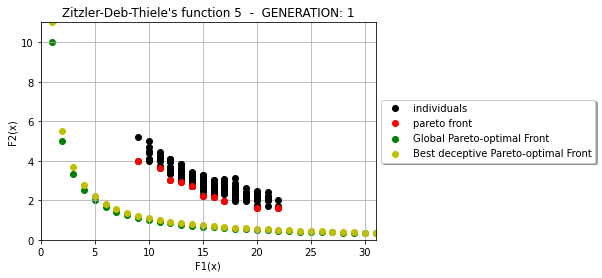 Zitzler-Deb-Thiele's function 5  -  GENERATION: 1
F2(x)
10
8
6
4
2
0
0 5 10 15 20 25 30
F1(x)
individuals
pareto front
Global Pareto-optimal Front
Best deceptive Pareto-optimal Front